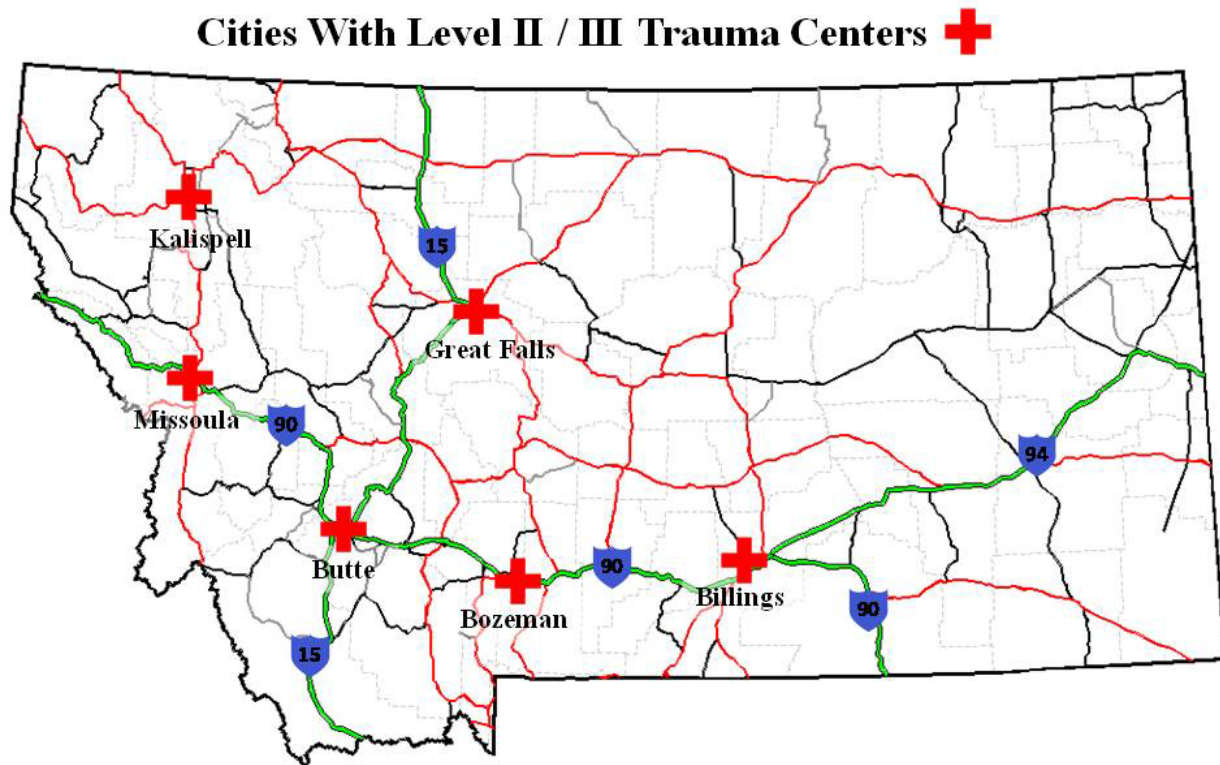 Cities With Level II / III Trauma Centers
Kalispell
15
Great Falls
Missoula
90
94
Butte
90
Billings
Bozeman
90
15